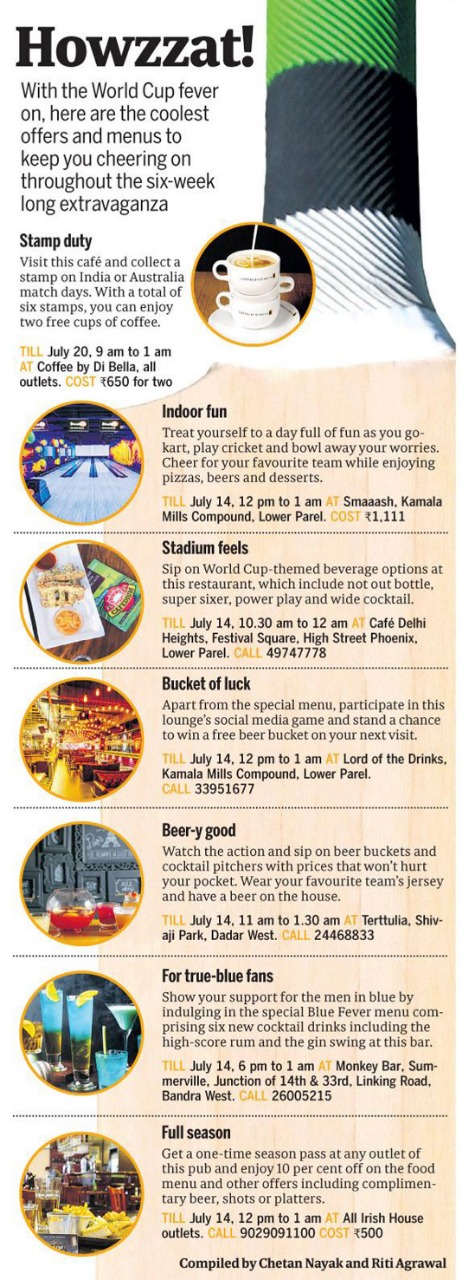 Howzzat!
With the World Cup fever
on, here are the coolest
offers and menus to
keep you cheering on
throughout the six-week
long extravaganza
Stamp duty
Visit this café and collect a
stamp on India or Australia
match days. With a total of
six stamps, you can enjoy
two free cups of coffee.
TILL July 20, 9 am to 1 am
AT Coffee by Di Bella, all
outlets. COST ₹650 for two
Indoor fun
Treat yourself to a day full of fun as you go-
kart, play cricket and bowl away your worries.
Cheer for your favourite team while enjoying
pizzas, beers and desserts.
TILL July 14, 12 pm to 1 am AT Smaaash, Kamala
Mills Compound, Lower Parel. COST ₹1,111
Stadium feels
Sip on World Cup-themed beverage options at
this restaurant, which include not out bottle,
super sixer, power play and wide cocktail.
TILL July 14, 10.30 am to 12 am AT Café Delhi
Heights, Festival Square, High Street Phoenix,
Lower Parel. CALL 49747778
Bucket of luck
Apart from the special menu, participate in this
lounge's social media game and stand a chance
to win a free beer bucket on your next visit.
TILL July 14, 12 pm to 1 am AT Lord of the Drinks,
Kamala Mills Compound, Lower Parel.
CALL 33951677
Beer-y good
Watch the action and sip on beer buckets and
cocktail pitchers with prices that won't hurt
your pocket. Wear your favourite team's jersey
and have a beer on the house.
TILL July 14, 11 am to 1.30 am AT Terttulia, Shiv-
aji Park, Dadar West. CALL 24468833
For true-blue fans
Show your support for the men in blue by
indulging in the special Blue Fever menu com-
prising six new cocktail drinks including the
high-score rum and the gin swing at this bar.
TILL July 14, 6 pm to 1 am AT Monkey Bar, Sum-
merville, Junction of 14th & 33rd, Linking Road,
Bandra West. CALL 26005215
Full season
Get a one-time season pass at any outlet of
this pub and enjoy 10 per cent off on the food
menu and other offers including complimen-
tary beer, shots or platters.
TILL July 14, 12 pm to 1 am AT All Irish House
outlets. CALL 9029091100 COST ₹500
Compiled by Chetan Nayak and Riti Agrawal